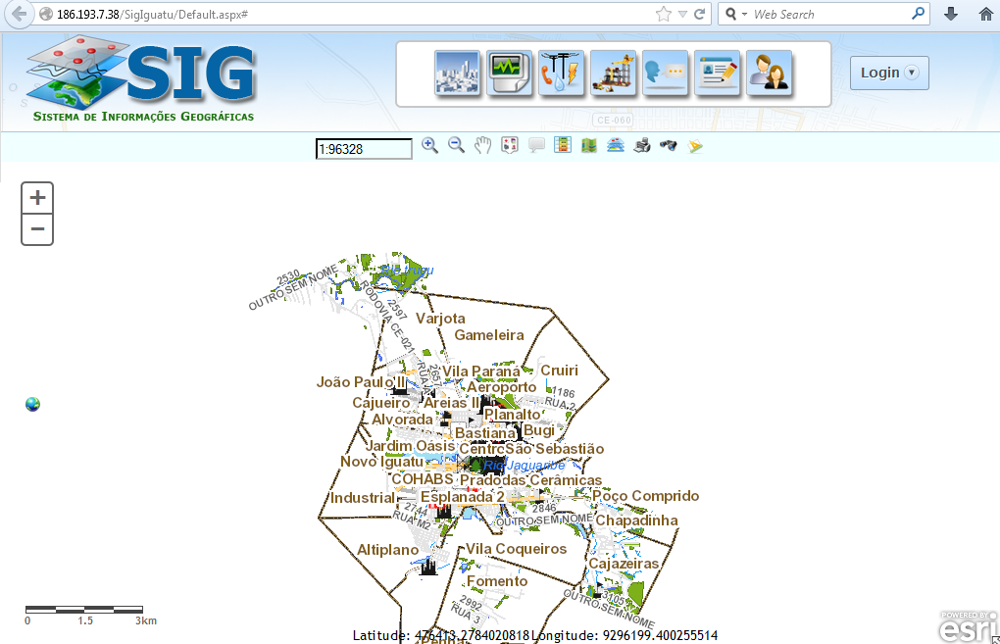 186.193.7.38/SigIguatu/Default.aspx#
Web Search
SIG
SISTEMA DE INFORMAÇÕES GEOGRÁFICAS
Login
CE-060
1:96328
+
−
2530
OUTRO SEM NOME
RODOVIA CE-021
2597
Varjota
Gameleira
Vila Paraná
Cruiri
João Paulo II
265
RUA
Aeroporto
1186
RUA 2
Cajueiro
Areias II
Planalto
Alvorada
Bastiana
Bugi
Jardim Oásis
Centro
São Sebastião
Novo Iguatu
Rio Jaguaribe
COHABS
Prado
das Cerâmicas
Industrial
Esplanada 2
Poço Comprido
2744
RUA M2
2846
OUTRO SEM NOME
Chapadinha
Altiplano
Vila Coqueiros
Cajazeiras
Fomento
2992
RUA 3
3105
OUTRO SEM NOME
0 1.5 3km
Latitude: 476413.2784020818 Longitude: 9296199.400255514
Penha
POWERED BY
esri